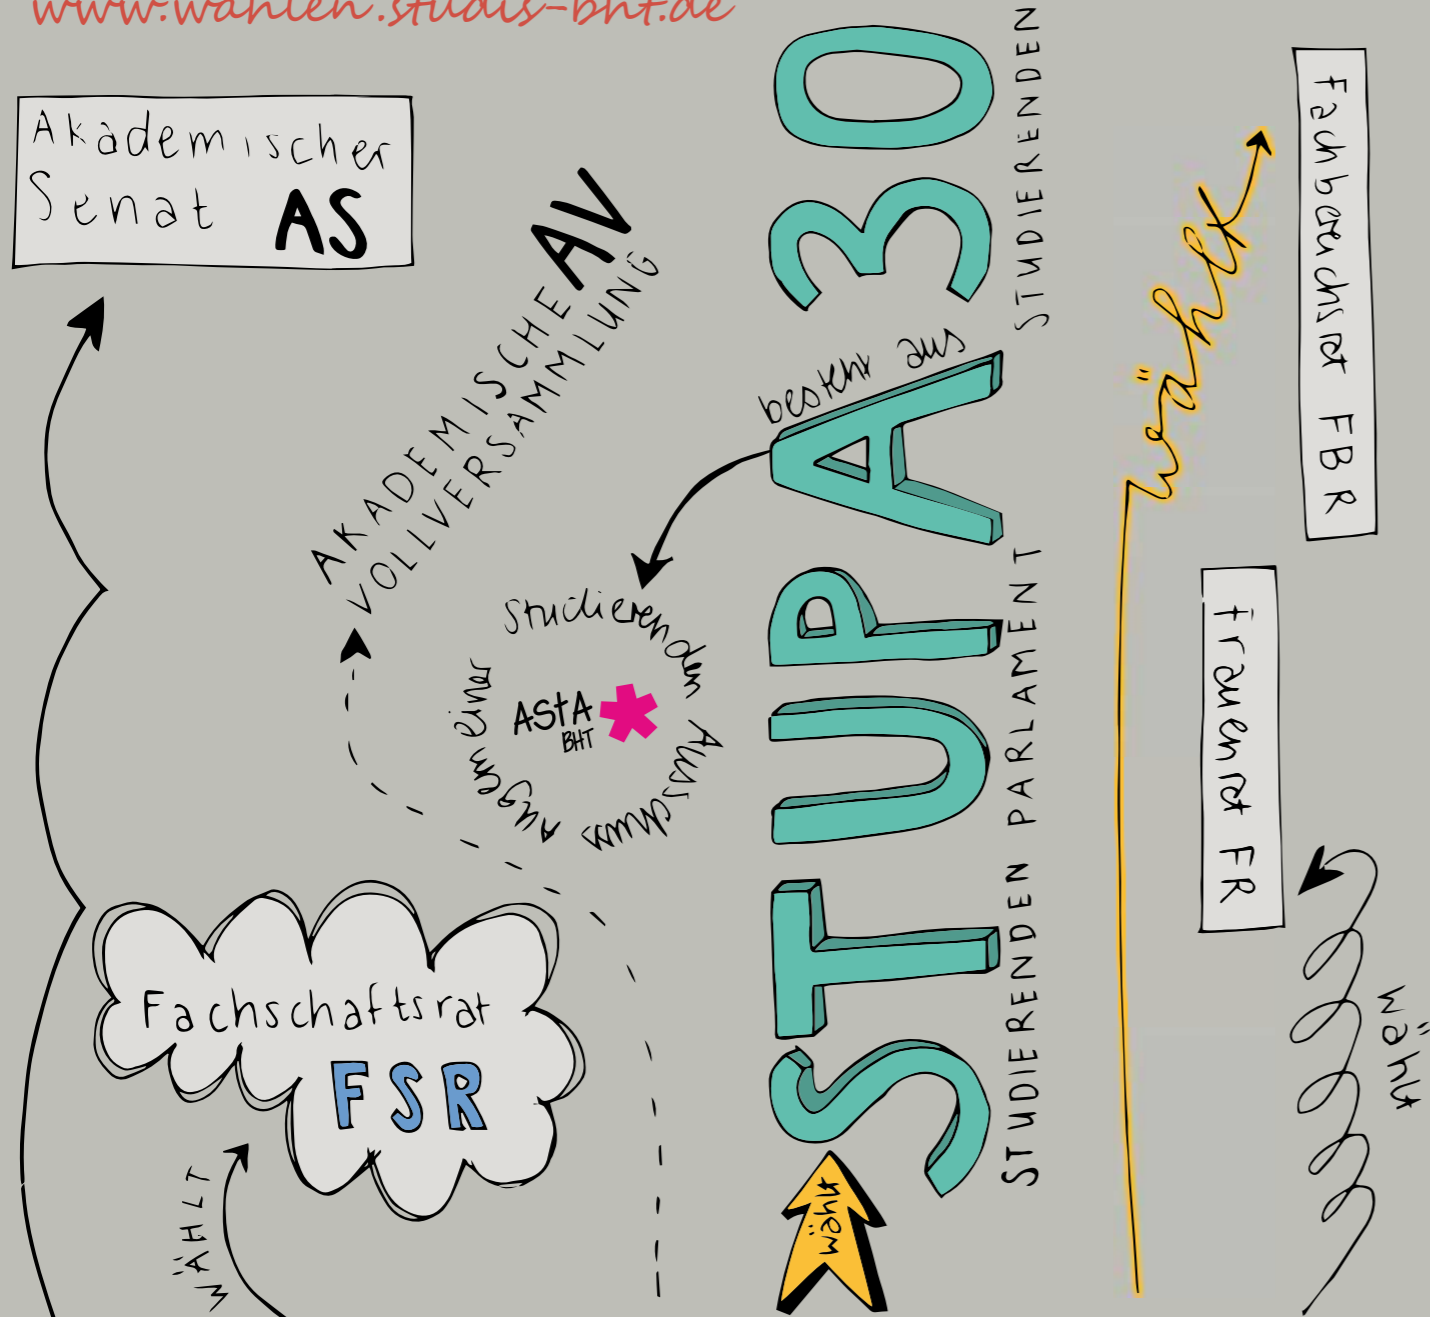 www.wahlen.studis-bht.de
Akademischer
Senat AS
AKADEMISCHE AV
VOLLVERSAMMLUNG
STUPA 30
besteht aus
STUDIERENDEN PARLAMENT
STUDIERENDEN
Allgemeiner Studierenden Ausschuss
AStA
BHT
Fachschaftsrat
FSR
WÄHLT
wählt
wählt
Fachbereichsrat FBR
Frauenrat FR
wählt